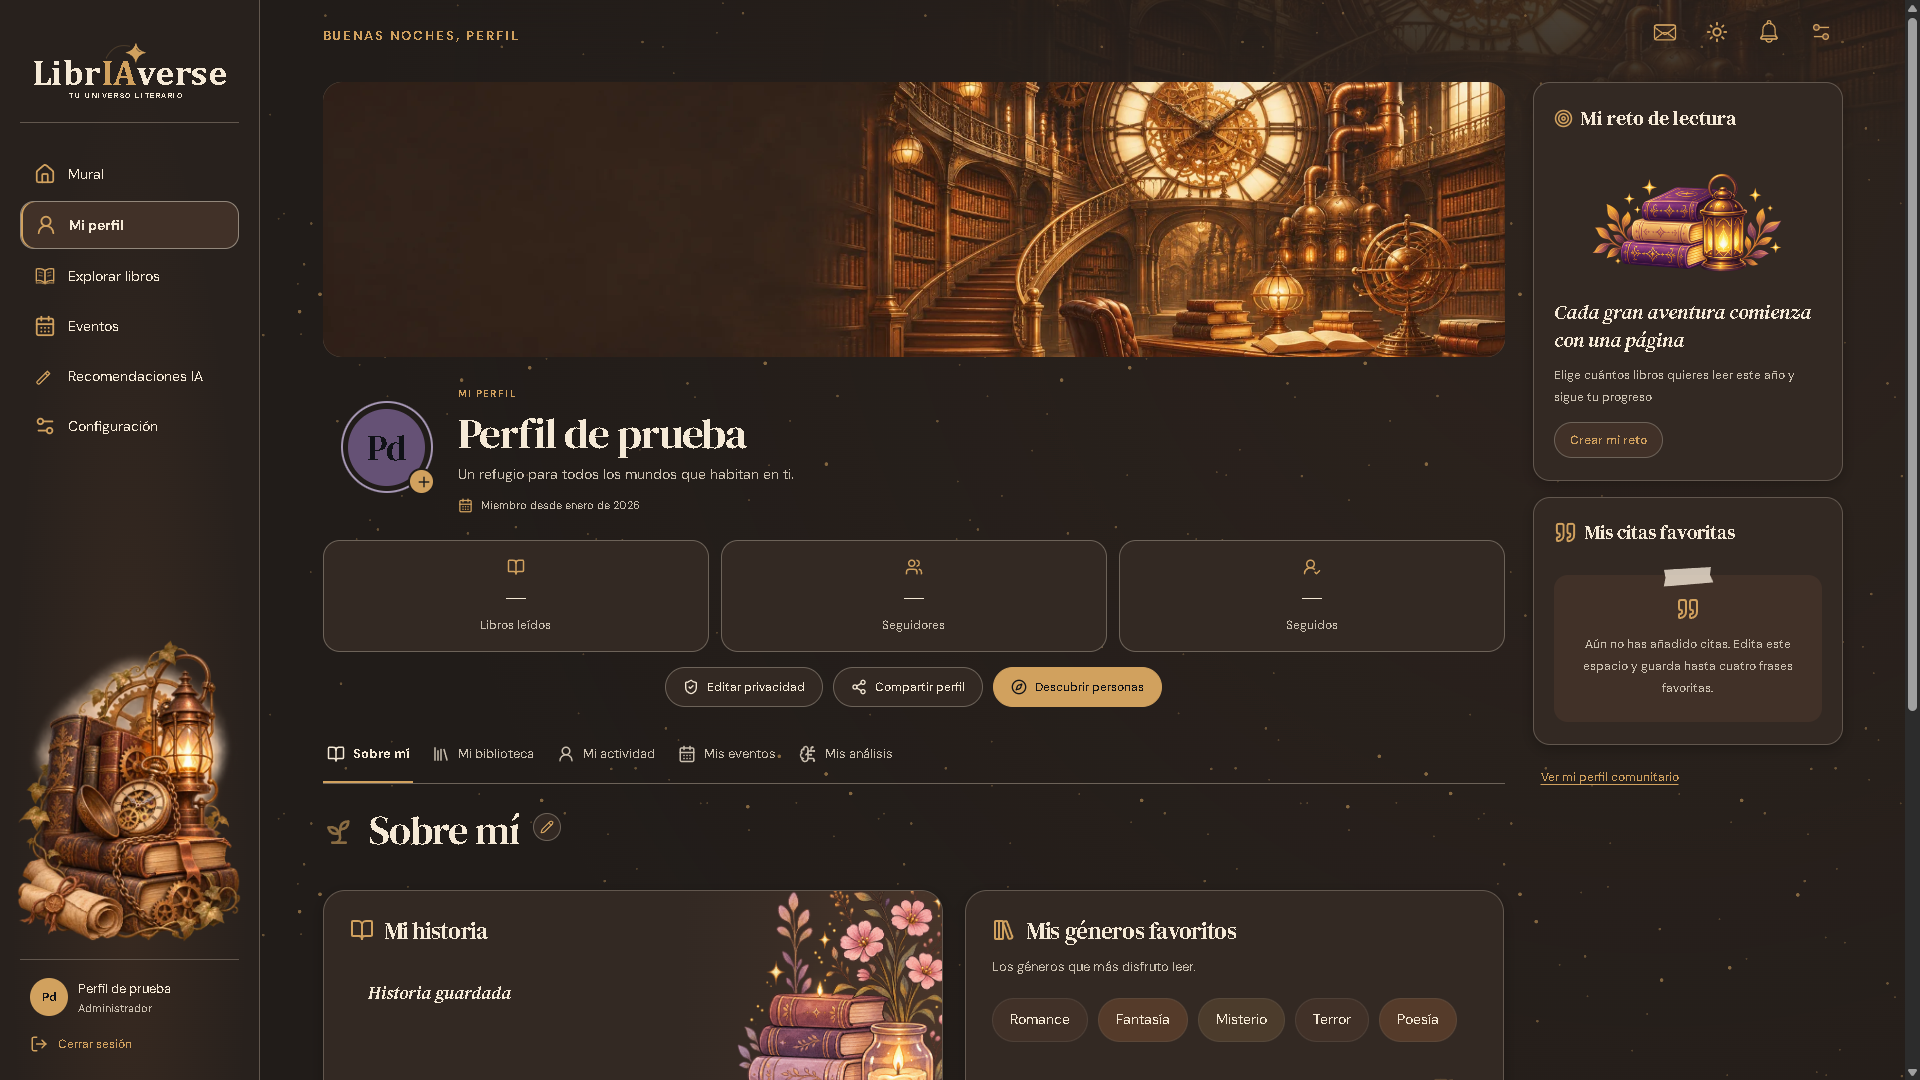 LibrIAverse
TU UNIVERSO LITERARIO
Mural
Mi perfil
Explorar libros
Eventos
Recomendaciones IA
Configuración
Pd
Perfil de prueba
Administrador
Cerrar sesión
BUENAS NOCHES, PERFIL
MI PERFIL
Pd
Perfil de prueba
Un refugio para todos los mundos que habitan en ti.
Miembro desde enero de 2026
—
Libros leídos
—
Seguidores
—
Seguidos
Editar privacidad
Compartir perfil
Descubrir personas
Sobre mí
Mi biblioteca
Mi actividad
Mis eventos
Mis análisis
Sobre mí
Mi historia
Historia guardada
Mis géneros favoritos
Los géneros que más disfruto leer.
Romance
Fantasía
Misterio
Terror
Poesía
Mi reto de lectura
Cada gran aventura comienza
con una página
Elige cuántos libros quieres leer este año y
sigue tu progreso
Crear mi reto
Mis citas favoritas
Aún no has añadido citas. Edita este
espacio y guarda hasta cuatro frases
favoritas.
Ver mi perfil comunitario